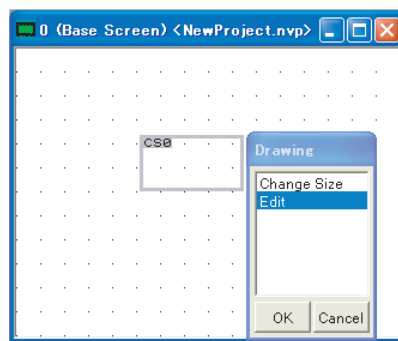 0 (Base Screen) <NewProject.nvp>
CS0
Drawing
Change Size
Edit
OK Cancel